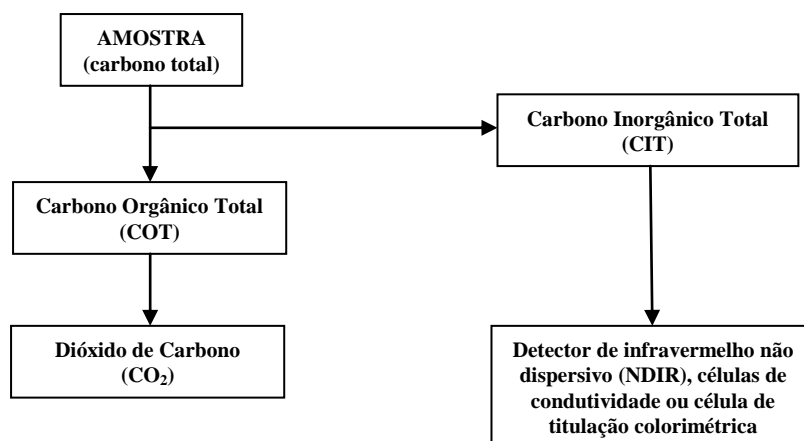 AMOSTRA
(carbono total)
Carbono Inorgânico Total
(CIT)
Carbono Orgânico Total
(COT)
Dióxido de Carbono
(CO₂)
Detector de infravermelho não
dispersivo (NDIR), células de
condutividade ou célula de
titulação colorimétrica